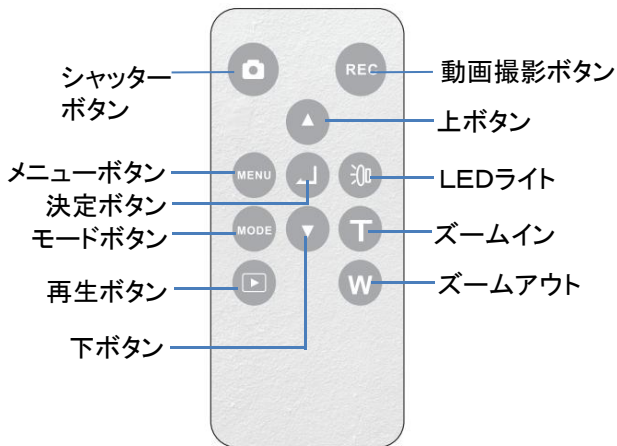 シャッター
ボタン
REC
動画撮影ボタン
上ボタン
メニューボタン
MENU
LEDライト
決定ボタン
モードボタン
MODE
T
ズームイン
再生ボタン
W
ズームアウト
下ボタン